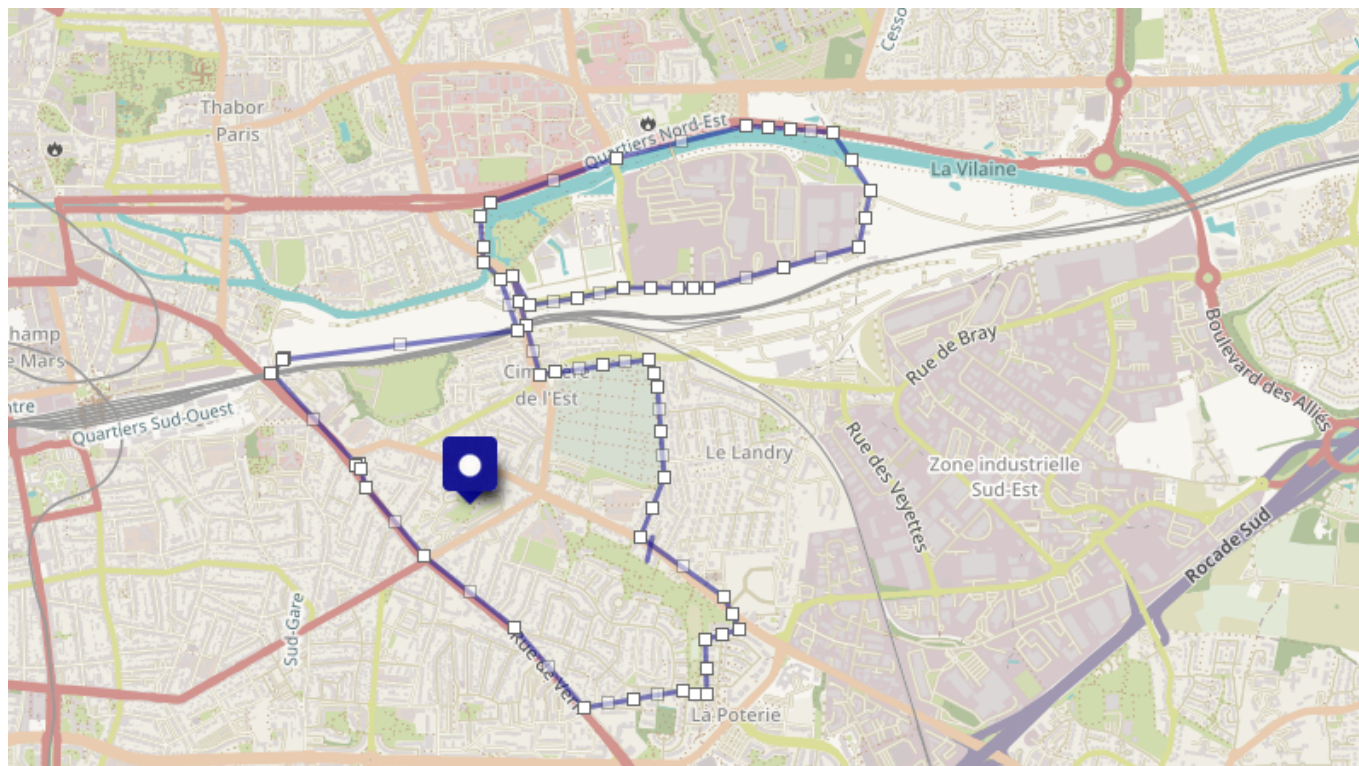 Cesso
Thabor
Paris
Quartiers Nord-Est
La Vilaine
Boulevard des Alliés
Rue de Bray
hamp
e Mars
Cimetière
de l'Est
ntre
Quartiers Sud-Ouest
Le Landry
Rue des Veyettes
Zone industrielle
Sud-Est
Rocade Sud
Sud-Gare
Rue de Vern
La Poterie